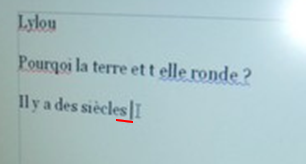 Lylou
Pourqoi la terre et t elle ronde ?
Il y a des siècles